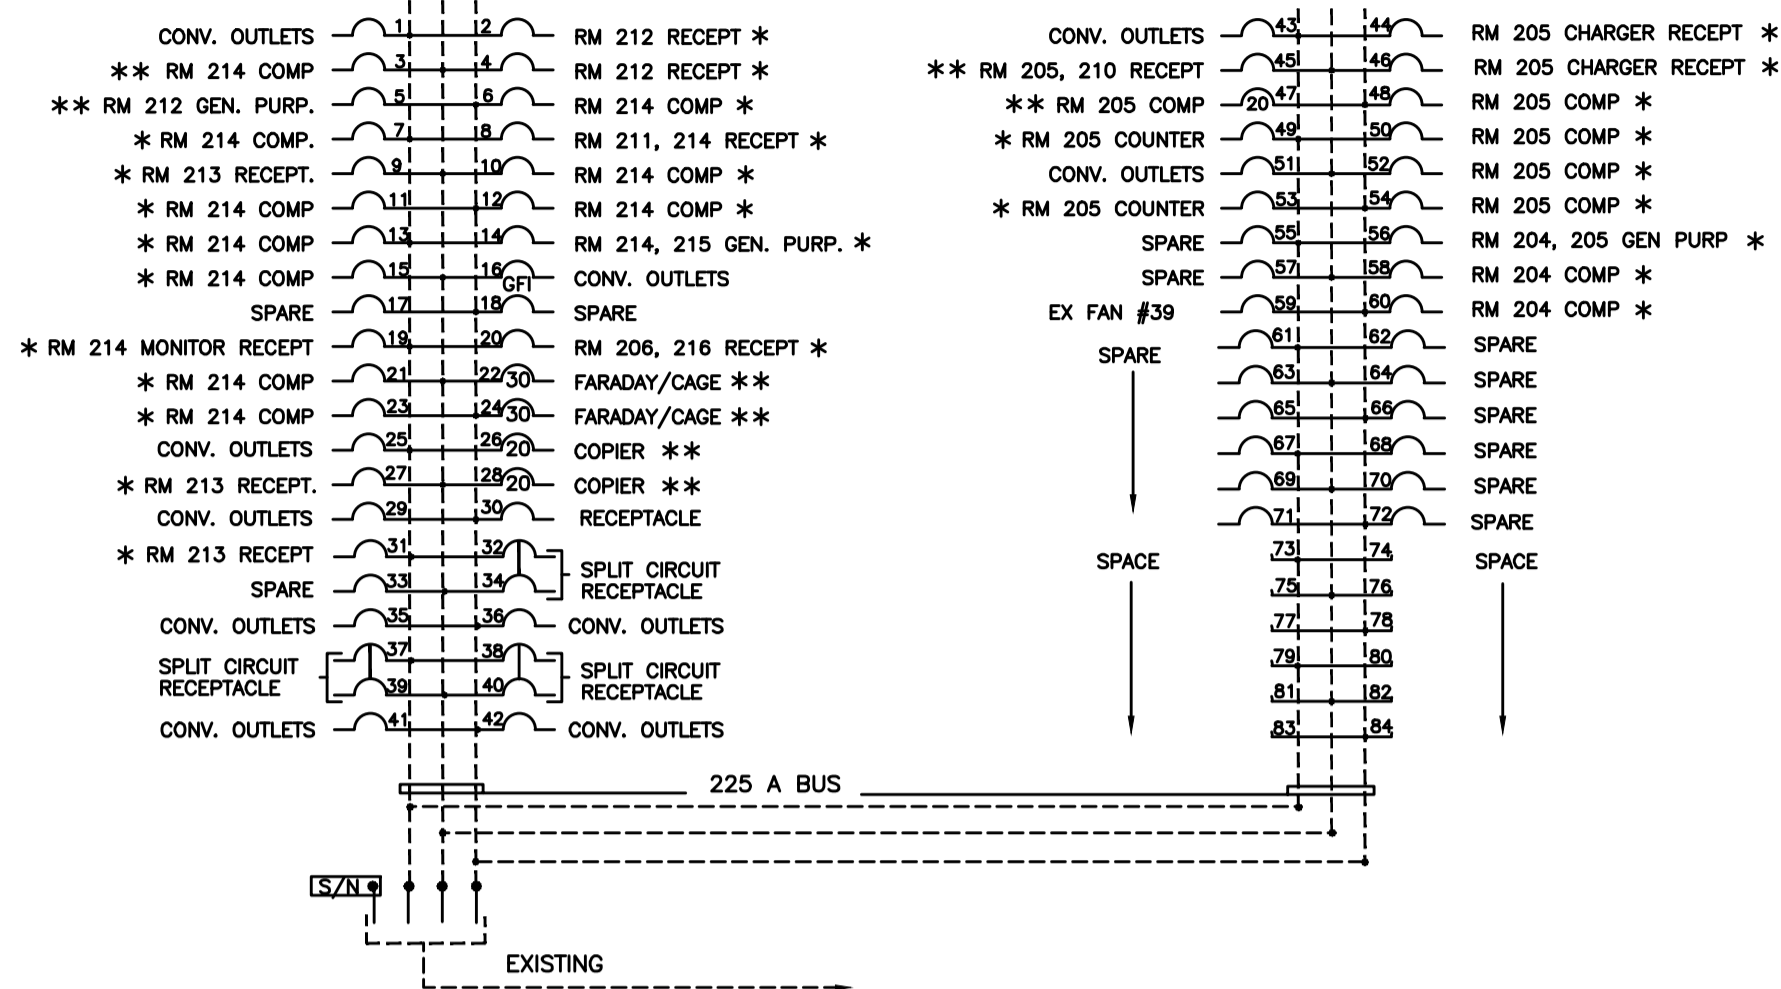 CONV. OUTLETS 1 2 RM 212 RECEPT *
** RM 214 COMP 3 4 RM 212 RECEPT *
** RM 212 GEN. PURP. 5 6 RM 214 COMP *
* RM 214 COMP. 7 8 RM 211, 214 RECEPT *
* RM 213 RECEPT. 9 10 RM 214 COMP *
* RM 214 COMP 11 12 RM 214 COMP *
* RM 214 COMP 13 14 RM 214, 215 GEN. PURP. *
* RM 214 COMP 15 16 GFI CONV. OUTLETS
SPARE 17 18 SPARE
* RM 214 MONITOR RECEPT 19 20 RM 206, 216 RECEPT *
* RM 214 COMP 21 22 30 FARADAY/CAGE **
* RM 214 COMP 23 24 30 FARADAY/CAGE **
CONV. OUTLETS 25 26 20 COPIER **
* RM 213 RECEPT. 27 28 20 COPIER **
CONV. OUTLETS 29 30 RECEPTACLE
* RM 213 RECEPT 31 32 SPLIT CIRCUIT
SPARE 33 34 RECEPTACLE
CONV. OUTLETS 35 36 CONV. OUTLETS
SPLIT CIRCUIT 37 38 SPLIT CIRCUIT
RECEPTACLE 39 40 RECEPTACLE
CONV. OUTLETS 41 42 CONV. OUTLETS
CONV. OUTLETS 43 44 RM 205 CHARGER RECEPT *
** RM 205, 210 RECEPT 45 46 RM 205 CHARGER RECEPT *
** RM 205 COMP 20 47 48 RM 205 COMP *
* RM 205 COUNTER 49 50 RM 205 COMP *
CONV. OUTLETS 51 52 RM 205 COMP *
* RM 205 COUNTER 53 54 RM 205 COMP *
SPARE 55 56 RM 204, 205 GEN PURP *
SPARE 57 58 RM 204 COMP *
EX FAN #39 59 60 RM 204 COMP *
SPARE 61 62 SPARE
63 64 SPARE
65 66 SPARE
67 68 SPARE
69 70 SPARE
71 72 SPARE
SPACE 73 74 SPACE
75 76
77 78
79 80
81 82
83 84
225 A BUS
S/N
EXISTING